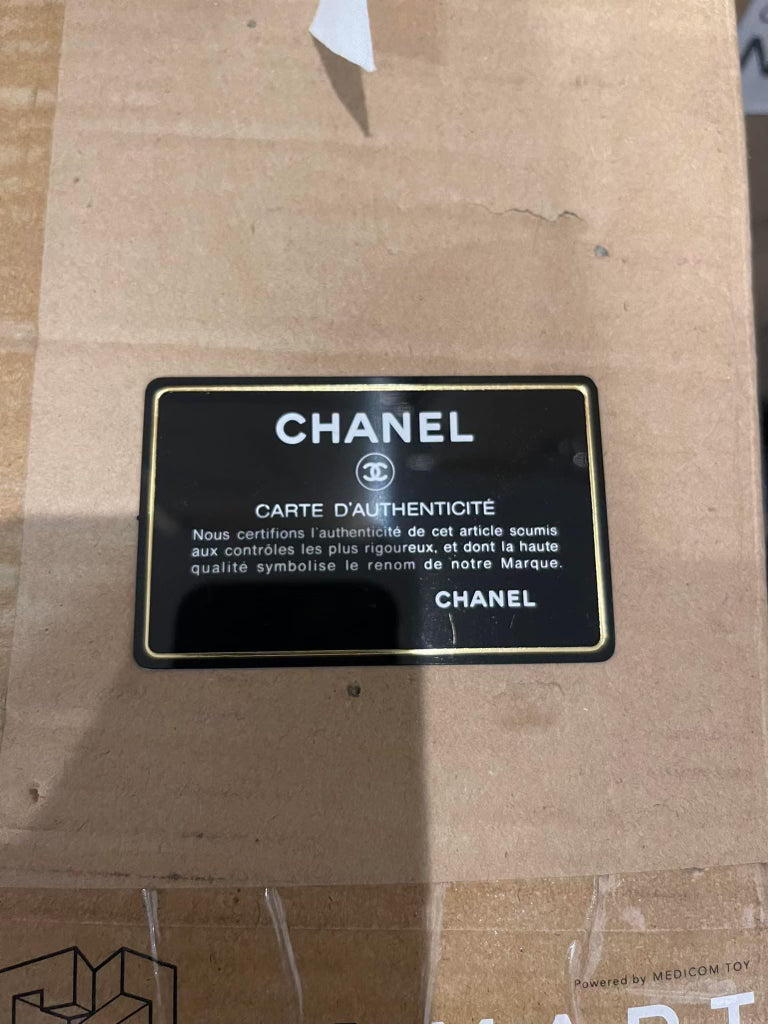 CHANEL
CARTE D'AUTHENTICITÉ
Nous certifions l'authenticité de cet article soumis
aux contrôles les plus rigoureux, et dont la haute
qualité symbolise le renom de notre Marque.
CHANEL
Powered by MEDICOM TOY